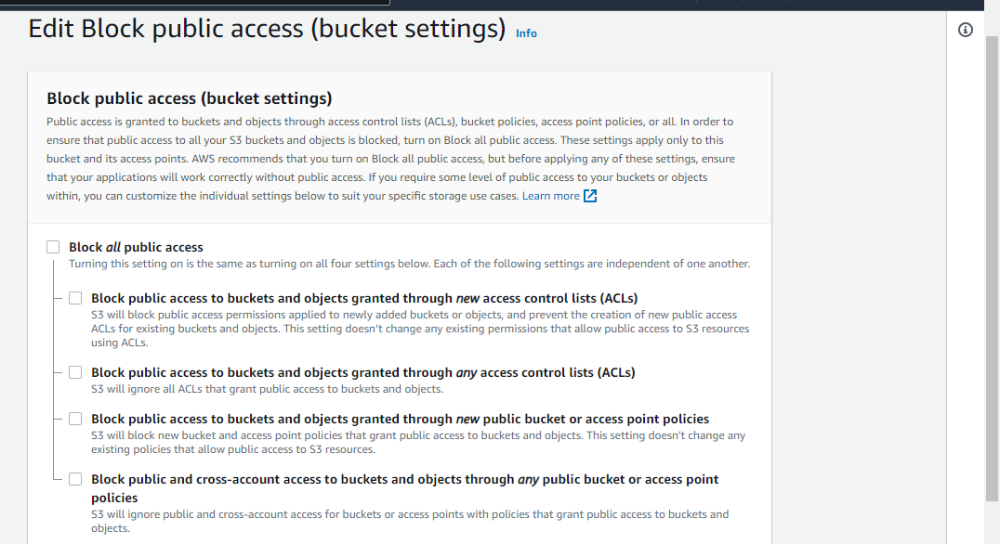 Edit Block public access (bucket settings) Info
Block public access (bucket settings)
Public access is granted to buckets and objects through access control lists (ACLs), bucket policies, access point policies, or all. In order to
ensure that public access to all your S3 buckets and objects is blocked, turn on Block all public access. These settings apply only to this
bucket and its access points. AWS recommends that you turn on Block all public access, but before applying any of these settings, ensure
that your applications will work correctly without public access. If you require some level of public access to your buckets or objects
within, you can customize the individual settings below to suit your specific storage use cases. Learn more
Block all public access
Turning this setting on is the same as turning on all four settings below. Each of the following settings are independent of one another.
Block public access to buckets and objects granted through new access control lists (ACLs)
S3 will block public access permissions applied to newly added buckets or objects, and prevent the creation of new public access
ACLs for existing buckets and objects. This setting doesn't change any existing permissions that allow public access to S3 resources
using ACLs.
Block public access to buckets and objects granted through any access control lists (ACLs)
S3 will ignore all ACLs that grant public access to buckets and objects.
Block public access to buckets and objects granted through new public bucket or access point policies
S3 will block new bucket and access point policies that grant public access to buckets and objects. This setting doesn't change any
existing policies that allow public access to S3 resources.
Block public and cross-account access to buckets and objects through any public bucket or access point
policies
S3 will ignore public and cross-account access for buckets or access points with policies that grant public access to buckets and
objects.